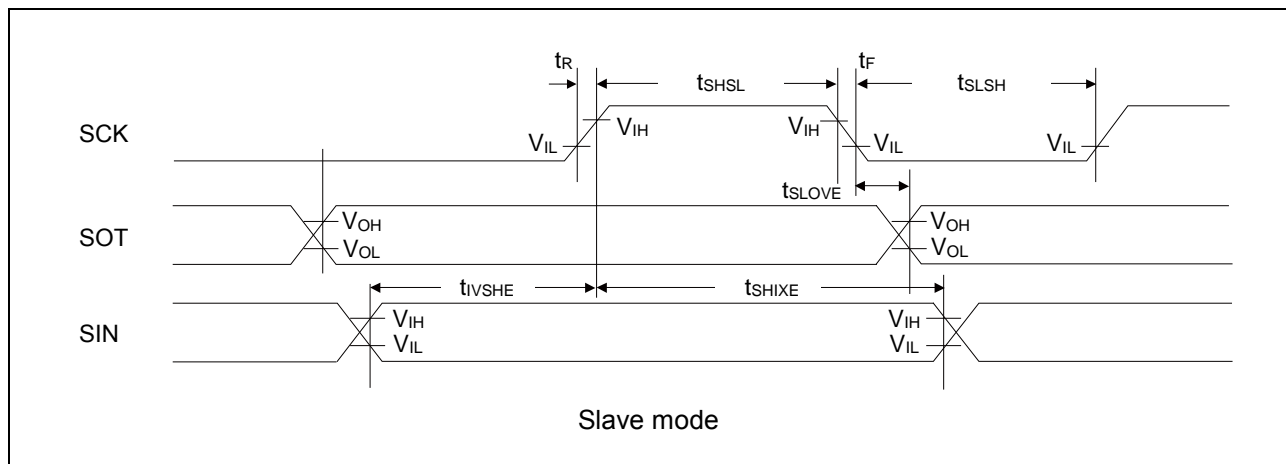 tR tSHSL tF tSLSH
SCK VIH VIH
VIL VIL VIL
tSLOVE
VOH VOH
SOT
VOL VOL
tIVSHE tSHIXE
VIH VIH
SIN
VIL VIL
Slave mode